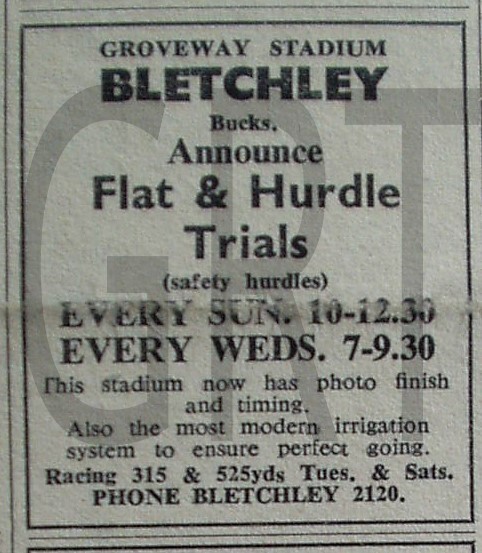 GROVEWAY STADIUM
BLETCHLEY
Bucks.
Announce
Flat & Hurdle
Trials
(safety hurdles)
EVERY SUN. 10-12.30
EVERY WEDS. 7-9.30
This stadium now has photo finish
and timing.
Also the most modern irrigation
system to ensure perfect going.
Racing 315 & 525yds Tues. & Sats.
PHONE BLETCHLEY 2120.
GRT